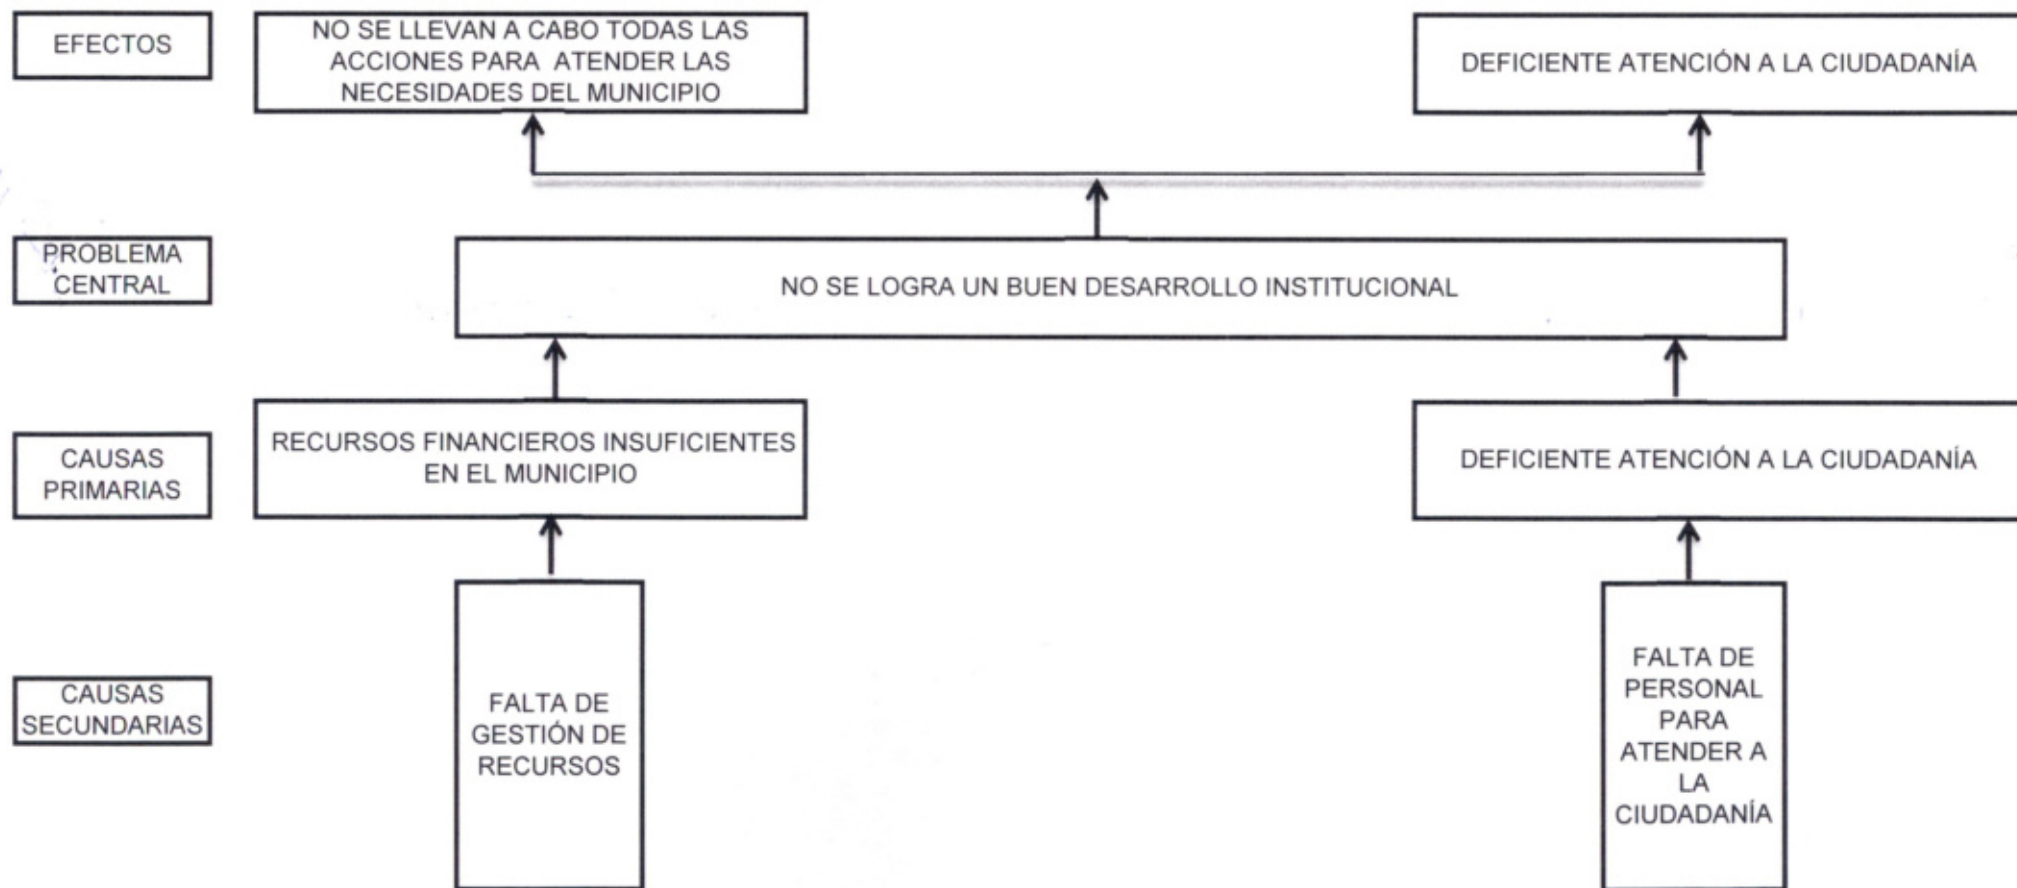 EFECTOS
NO SE LLEVAN A CABO TODAS LAS
ACCIONES PARA ATENDER LAS
NECESIDADES DEL MUNICIPIO
DEFICIENTE ATENCIÓN A LA CIUDADANÍA
PROBLEMA
CENTRAL
NO SE LOGRA UN BUEN DESARROLLO INSTITUCIONAL
CAUSAS
PRIMARIAS
RECURSOS FINANCIEROS INSUFICIENTES
EN EL MUNICIPIO
DEFICIENTE ATENCIÓN A LA CIUDADANÍA
CAUSAS
SECUNDARIAS
FALTA DE
GESTIÓN DE
RECURSOS
FALTA DE
PERSONAL
PARA
ATENDER A
LA
CIUDADANÍA